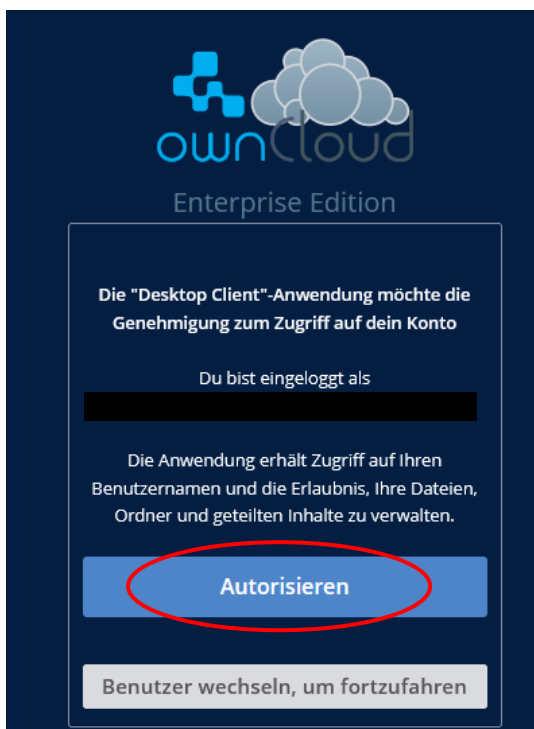 ownCloud
Enterprise Edition
Die "Desktop Client"-Anwendung möchte die
Genehmigung zum Zugriff auf dein Konto
Du bist eingeloggt als
Die Anwendung erhält Zugriff auf Ihren
Benutzernamen und die Erlaubnis, Ihre Dateien,
Ordner und geteilten Inhalte zu verwalten.
Autorisieren
Benutzer wechseln, um fortzufahren